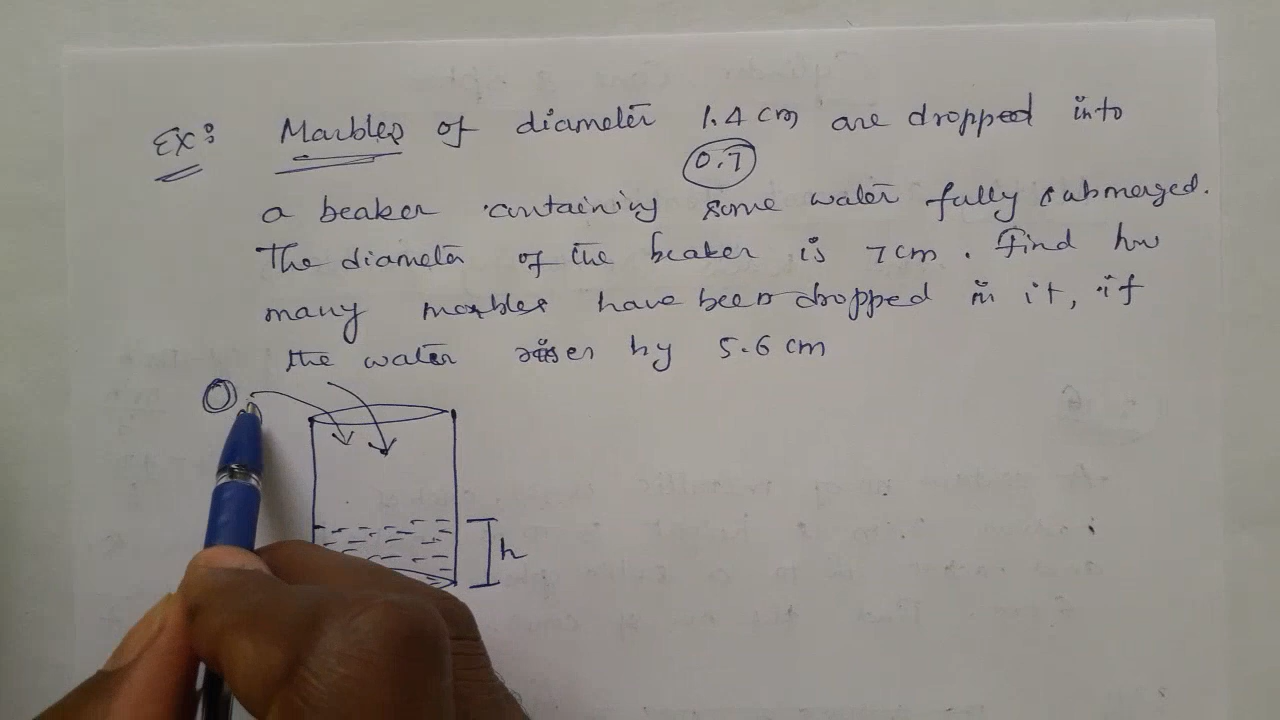 Ex: Marbles of diameter 1.4 cm are dropped into
0.7
a beaker containing some water fully submerged.
The diameter of the beaker is 7cm. Find how
many marbles have been dropped in it, if
the water rises by 5.6 cm
h